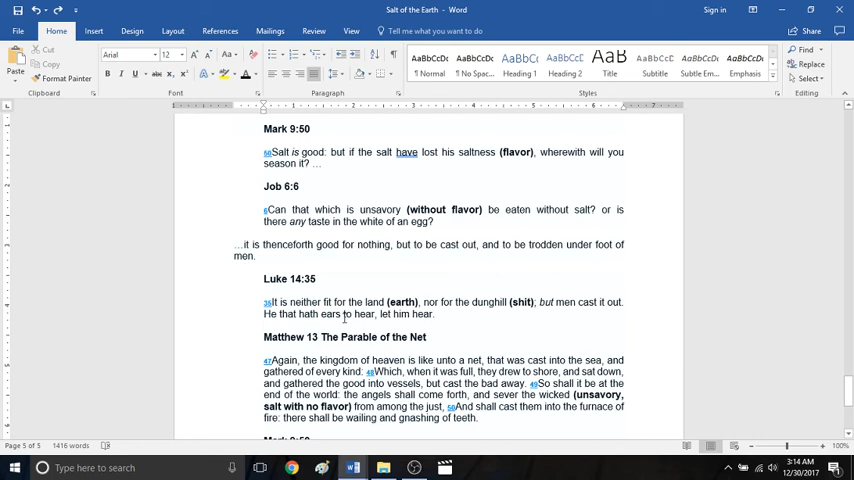 Salt of the Earth - Word
Sign in
File Home Insert Design Layout References Mailings Review View Tell me what you want to do... Share
Cut
Copy
Format Painter
Paste
Clipboard
Arial 12
Font
Paragraph
AaBbCcDc AaBbCcDc AaBbCc AaBbCcD AaB AaBbCcD AaBbCcDc AaBbCcDc
¶ Normal ¶ No Spac... Heading 1 Heading 2 Title Subtitle Subtle Em... Emphasis
Styles
Find
Replace
Select
Editing
Mark 9:50
50Salt is good: but if the salt have lost his saltness (flavor), wherewith will you
season it? …
Job 6:6
6Can that which is unsavory (without flavor) be eaten without salt? or is
there any taste in the white of an egg?
…it is thenceforth good for nothing, but to be cast out, and to be trodden under foot of
men.
Luke 14:35
35It is neither fit for the land (earth), nor for the dunghill (shit); but men cast it out.
He that hath ears to hear, let him hear.
Matthew 13 The Parable of the Net
47Again, the kingdom of heaven is like unto a net, that was cast into the sea, and
gathered of every kind: 48Which, when it was full, they drew to shore, and sat down,
and gathered the good into vessels, but cast the bad away. 49So shall it be at the
end of the world: the angels shall come forth, and sever the wicked (unsavory,
salt with no flavor) from among the just, 50And shall cast them into the furnace of
fire: there shall be wailing and gnashing of teeth.
Mark 9:50
Page 5 of 5 1416 words
100%
Type here to search
3:14 AM
12/30/2017